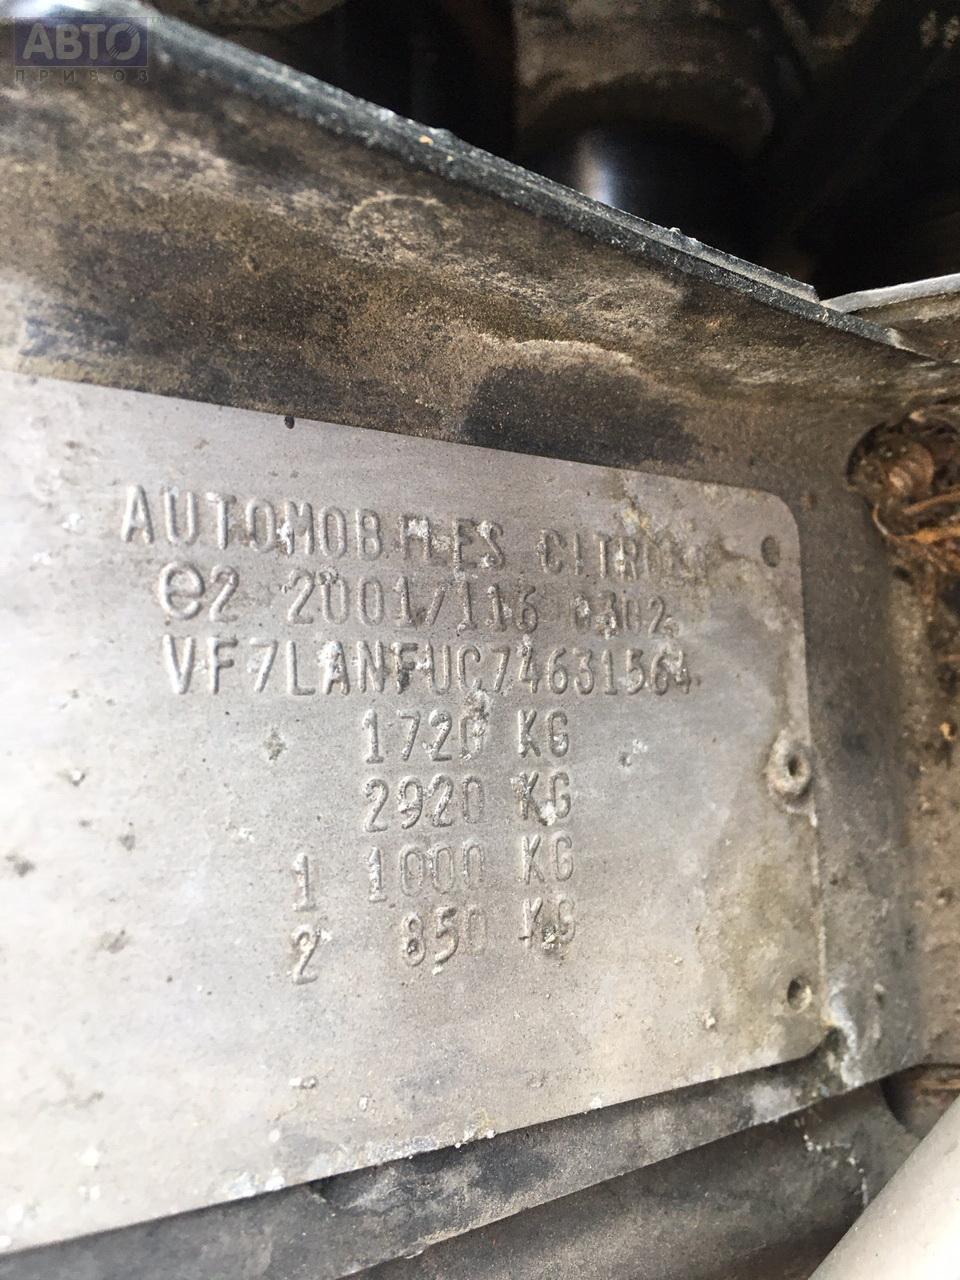 АВТО
ПРИВОЗ
AUTOMOBILES CITROEN
e2 2001/116 0302
VF7LANFUC74631564
1720 KG
2920 KG
1 1000 KG
2 850 KG